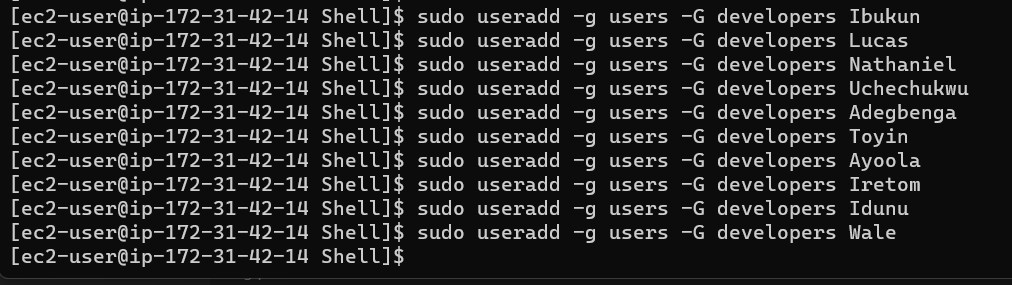 [ec2-user@ip-172-31-42-14 Shell]$ sudo useradd -g users -G developers Ibukun
[ec2-user@ip-172-31-42-14 Shell]$ sudo useradd -g users -G developers Lucas
[ec2-user@ip-172-31-42-14 Shell]$ sudo useradd -g users -G developers Nathaniel
[ec2-user@ip-172-31-42-14 Shell]$ sudo useradd -g users -G developers Uchechukwu
[ec2-user@ip-172-31-42-14 Shell]$ sudo useradd -g users -G developers Adegbenga
[ec2-user@ip-172-31-42-14 Shell]$ sudo useradd -g users -G developers Toyin
[ec2-user@ip-172-31-42-14 Shell]$ sudo useradd -g users -G developers Ayoola
[ec2-user@ip-172-31-42-14 Shell]$ sudo useradd -g users -G developers Iretom
[ec2-user@ip-172-31-42-14 Shell]$ sudo useradd -g users -G developers Idunu
[ec2-user@ip-172-31-42-14 Shell]$ sudo useradd -g users -G developers Wale
[ec2-user@ip-172-31-42-14 Shell]$